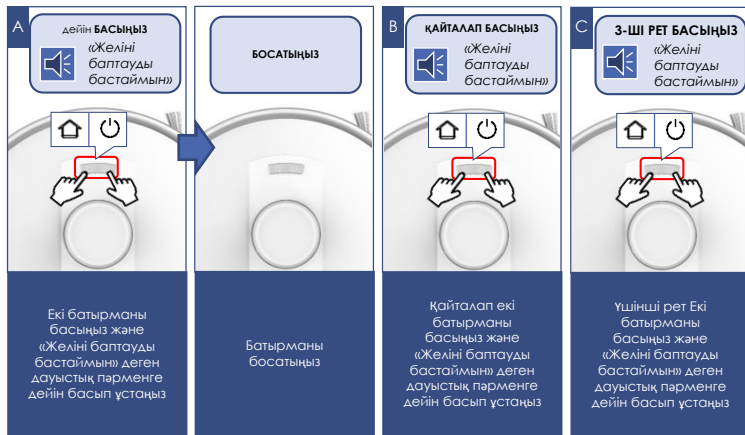 A
дейін БАСЫҢЫЗ
«Желіні
баптауды
бастаймын»
Екі батырманы
басыңыз және
«Желіні баптауды
бастаймын» деген
дауыстық пәрменге
дейін басып ұстаңыз
БОСАТЫҢЫЗ
Батырманы
босатыңыз
B
ҚАЙТАЛАП БАСЫҢЫЗ
«Желіні
баптауды
бастаймын»
Қайталап екі
батырманы
басыңыз және
«Желіні баптауды
бастаймын» деген
дауыстық пәрменге
дейін басып ұстаңыз
C
3-ШІ РЕТ БАСЫҢЫЗ
«Желіні
баптауды
бастаймын»
Үшінші рет Екі
батырманы
басыңыз және
«Желіні баптауды
бастаймын» деген
дауыстық пәрменге
дейін басып ұстаңыз